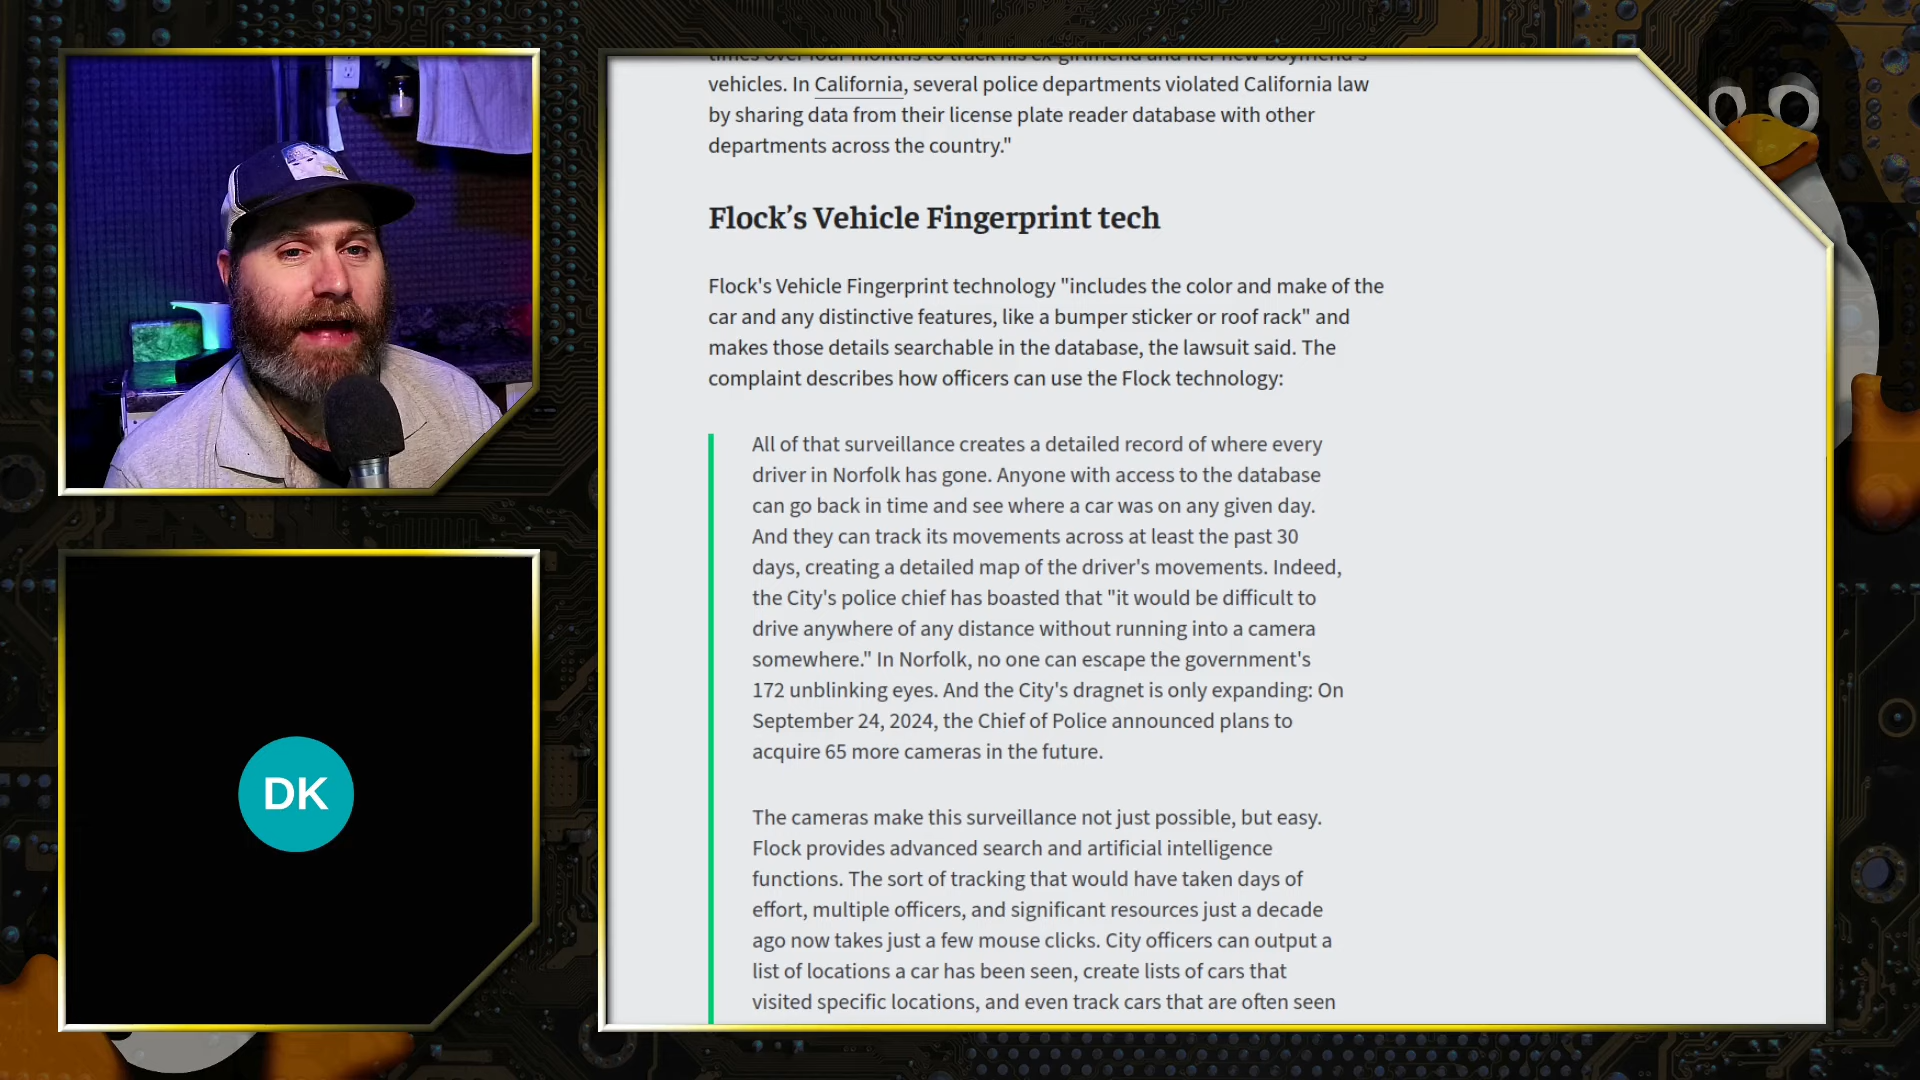 times over four months to track his ex-girlfriend and her new boyfriend's
vehicles. In California, several police departments violated California law
by sharing data from their license plate reader database with other
departments across the country."
Flock’s Vehicle Fingerprint tech
Flock's Vehicle Fingerprint technology "includes the color and make of the
car and any distinctive features, like a bumper sticker or roof rack" and
makes those details searchable in the database, the lawsuit said. The
complaint describes how officers can use the Flock technology:
All of that surveillance creates a detailed record of where every
driver in Norfolk has gone. Anyone with access to the database
can go back in time and see where a car was on any given day.
And they can track its movements across at least the past 30
days, creating a detailed map of the driver's movements. Indeed,
the City's police chief has boasted that "it would be difficult to
drive anywhere of any distance without running into a camera
somewhere." In Norfolk, no one can escape the government's
172 unblinking eyes. And the City's dragnet is only expanding: On
September 24, 2024, the Chief of Police announced plans to
acquire 65 more cameras in the future.
The cameras make this surveillance not just possible, but easy.
Flock provides advanced search and artificial intelligence
functions. The sort of tracking that would have taken days of
effort, multiple officers, and significant resources just a decade
ago now takes just a few mouse clicks. City officers can output a
list of locations a car has been seen, create lists of cars that
visited specific locations, and even track cars that are often seen
DK